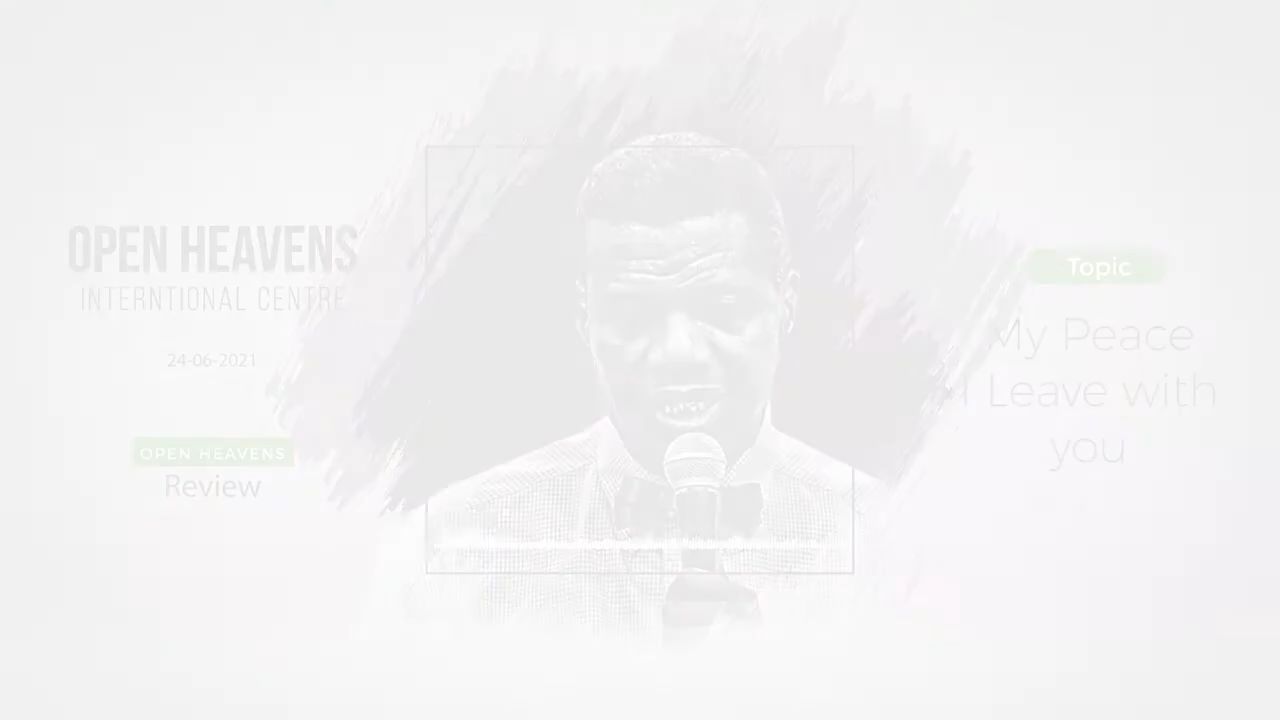 OPEN HEAVENS
INTERNTIONAL CENTRE
24-06-2021
OPEN HEAVENS
Review
Topic
My Peace
I Leave with
you